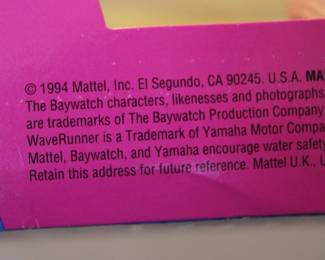 © 1994 Mattel, Inc. El Segundo, CA 90245. U.S.A. MA
The Baywatch characters, likenesses and photographs
are trademarks of The Baywatch Production Company
WaveRunner is a Trademark of Yamaha Motor Compa
Mattel, Baywatch, and Yamaha encourage water safety
Retain this address for future reference. Mattel U.K., L